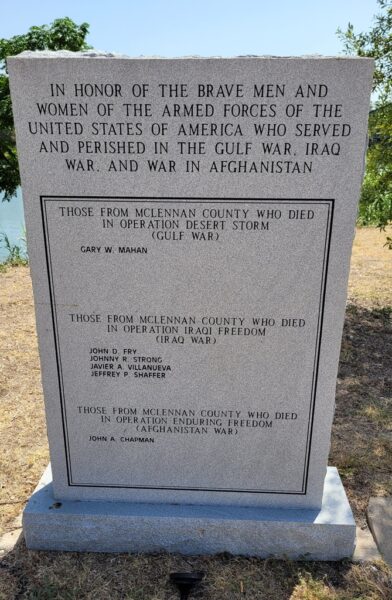 IN HONOR OF THE BRAVE MEN AND
WOMEN OF THE ARMED FORCES OF THE
UNITED STATES OF AMERICA WHO SERVED
AND PERISHED IN THE GULF WAR, IRAQ
WAR, AND WAR IN AFGHANISTAN
THOSE FROM MCLENNAN COUNTY WHO DIED
IN OPERATION DESERT STORM
(GULF WAR)
GARY W. MAHAN
THOSE FROM MCLENNAN COUNTY WHO DIED
IN OPERATION IRAQI FREEDOM
(IRAQ WAR)
JOHN D. FRY
JOHNNY R. STRONG
JAVIER A. VILLANUEVA
JEFFREY P. SHAFFER
THOSE FROM MCLENNAN COUNTY WHO DIED
IN OPERATION ENDURING FREEDOM
(AFGHANISTAN WAR)
JOHN A. CHAPMAN